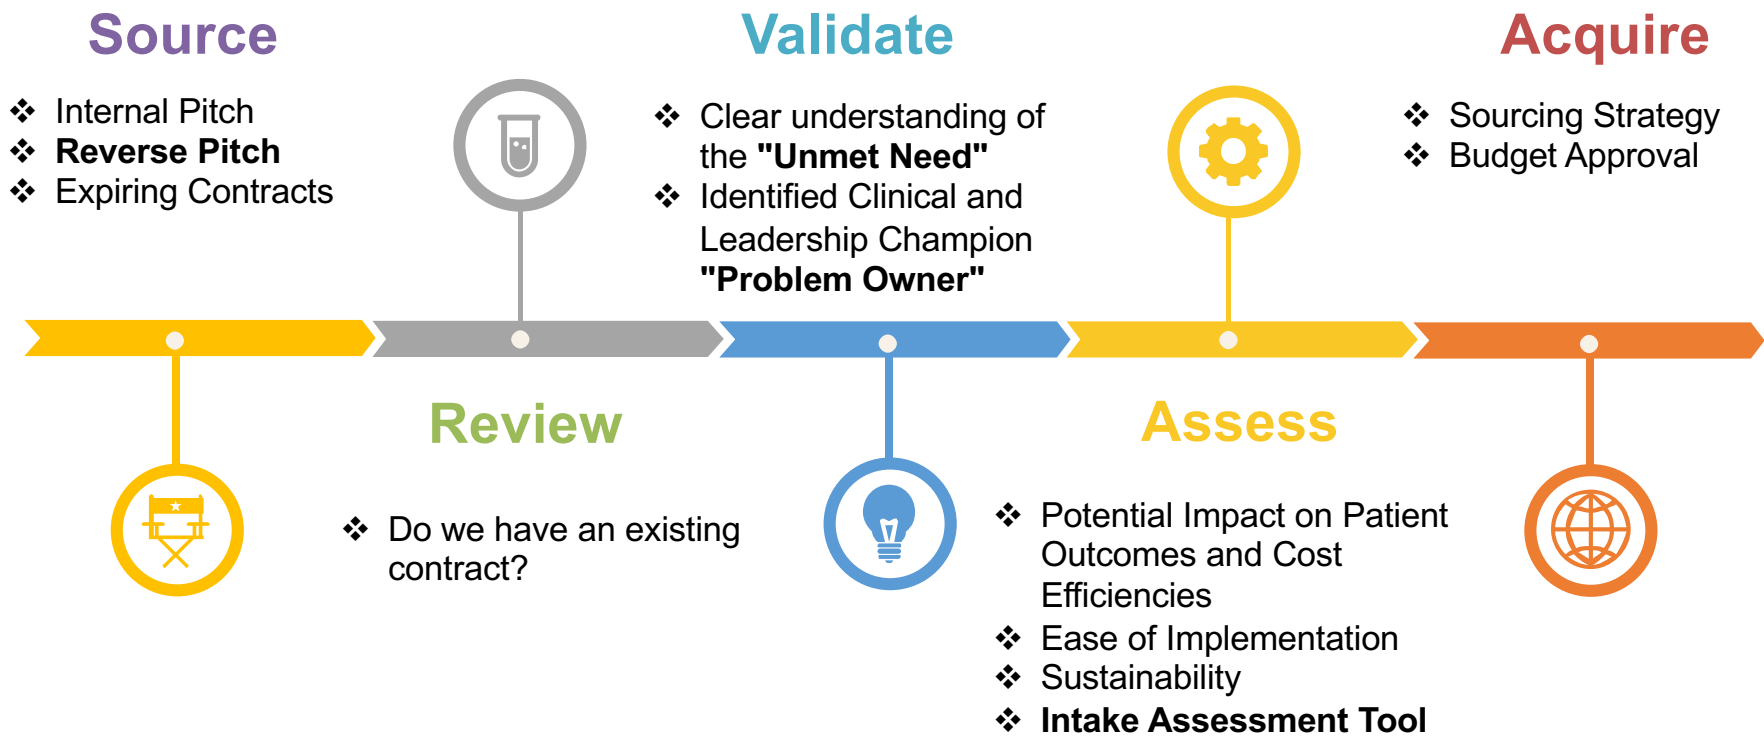 Source
❖ Internal Pitch
❖ Reverse Pitch
❖ Expiring Contracts
Review
❖ Do we have an existing
contract?
Validate
❖ Clear understanding of
the "Unmet Need"
❖ Identified Clinical and
Leadership Champion
"Problem Owner"
Assess
❖ Potential Impact on Patient
Outcomes and Cost
Efficiencies
❖ Ease of Implementation
❖ Sustainability
❖ Intake Assessment Tool
Acquire
❖ Sourcing Strategy
❖ Budget Approval